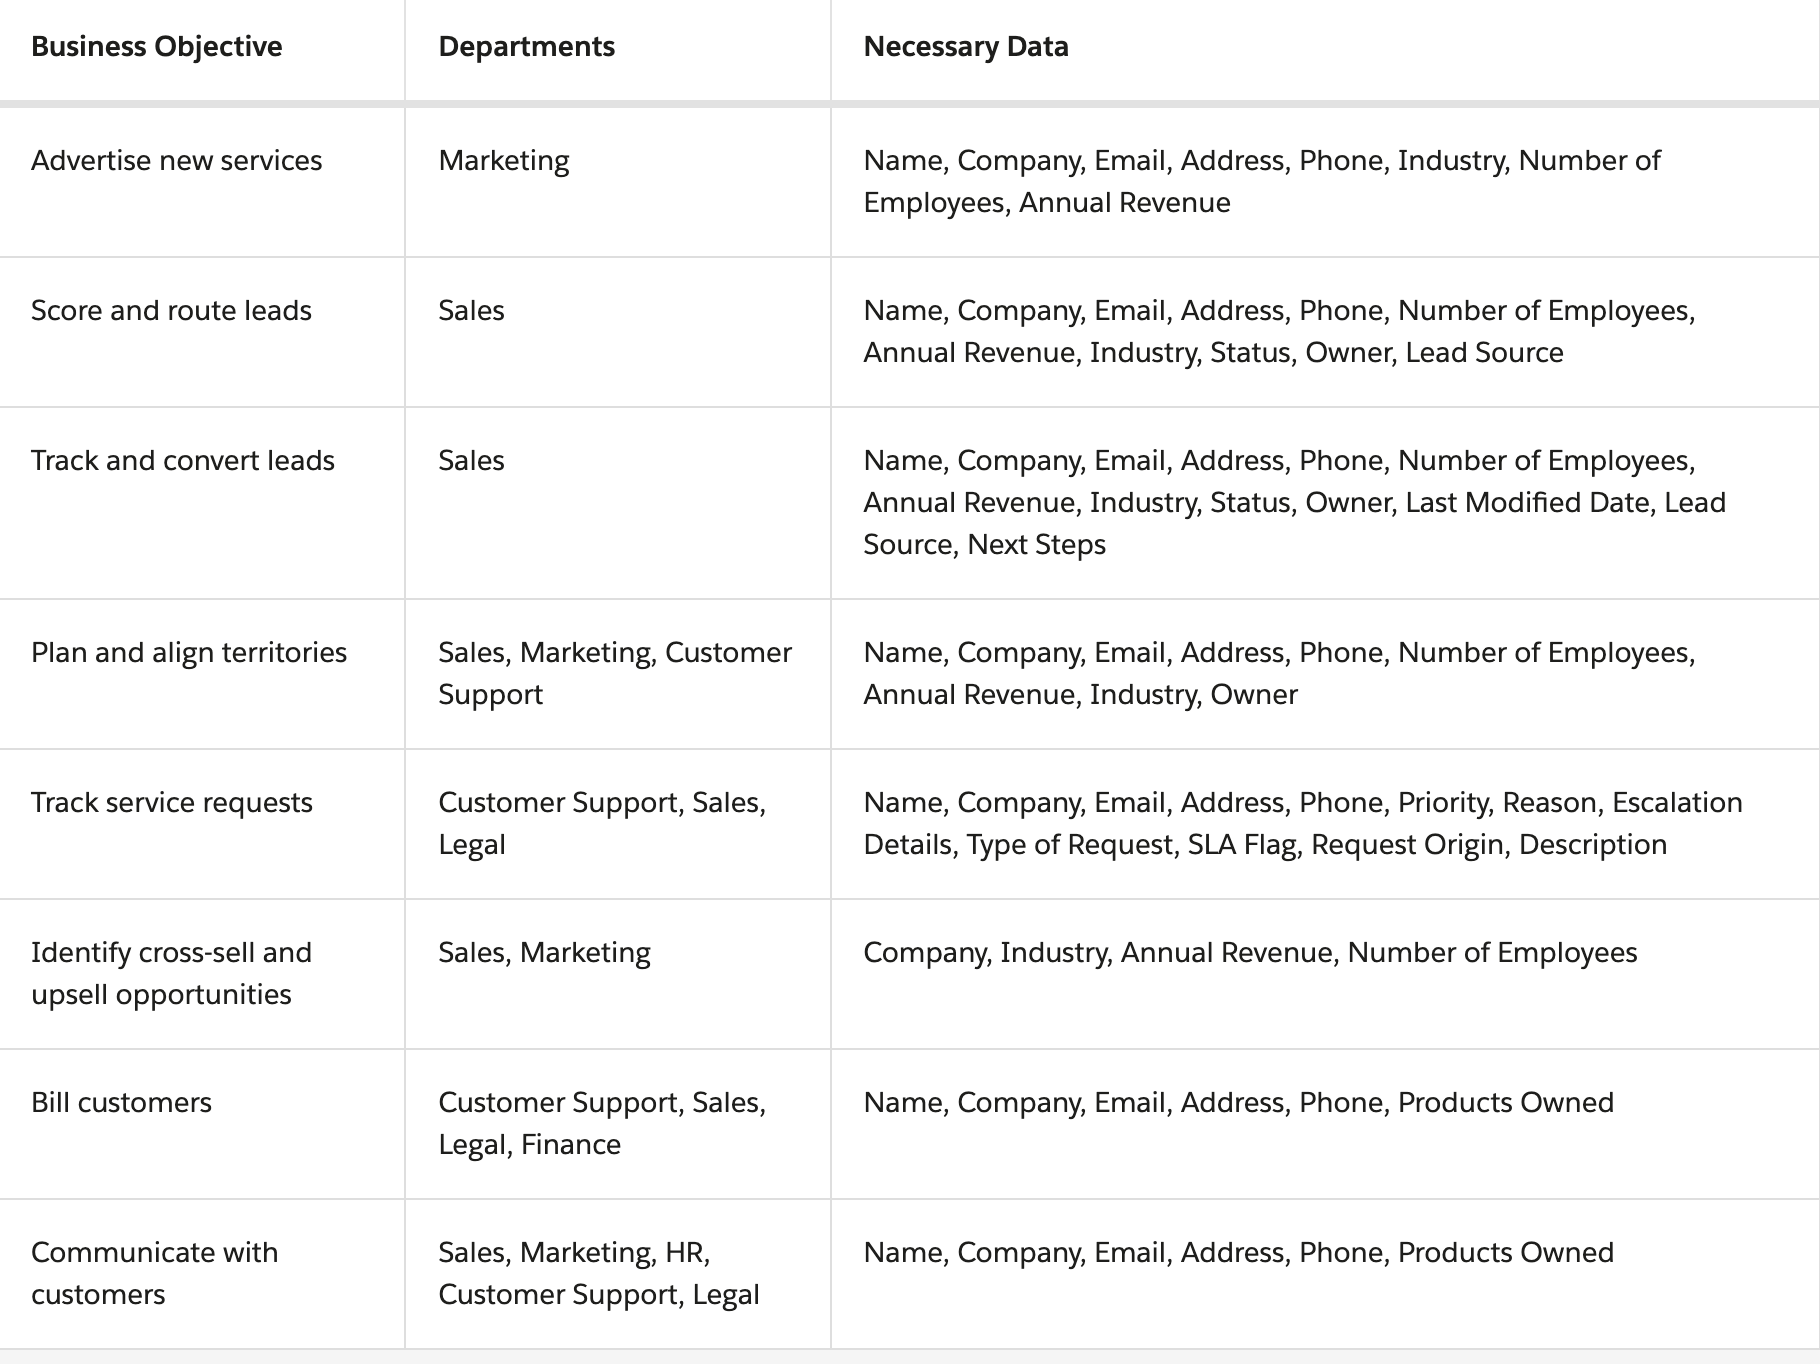 Business Objective
Departments
Necessary Data
Advertise new services
Marketing
Name, Company, Email, Address, Phone, Industry, Number of
Employees, Annual Revenue
Score and route leads
Sales
Name, Company, Email, Address, Phone, Number of Employees,
Annual Revenue, Industry, Status, Owner, Lead Source
Track and convert leads
Sales
Name, Company, Email, Address, Phone, Number of Employees,
Annual Revenue, Industry, Status, Owner, Last Modified Date, Lead
Source, Next Steps
Plan and align territories
Sales, Marketing, Customer
Support
Name, Company, Email, Address, Phone, Number of Employees,
Annual Revenue, Industry, Owner
Track service requests
Customer Support, Sales,
Legal
Name, Company, Email, Address, Phone, Priority, Reason, Escalation
Details, Type of Request, SLA Flag, Request Origin, Description
Identify cross-sell and
upsell opportunities
Sales, Marketing
Company, Industry, Annual Revenue, Number of Employees
Bill customers
Customer Support, Sales,
Legal, Finance
Name, Company, Email, Address, Phone, Products Owned
Communicate with
customers
Sales, Marketing, HR,
Customer Support, Legal
Name, Company, Email, Address, Phone, Products Owned